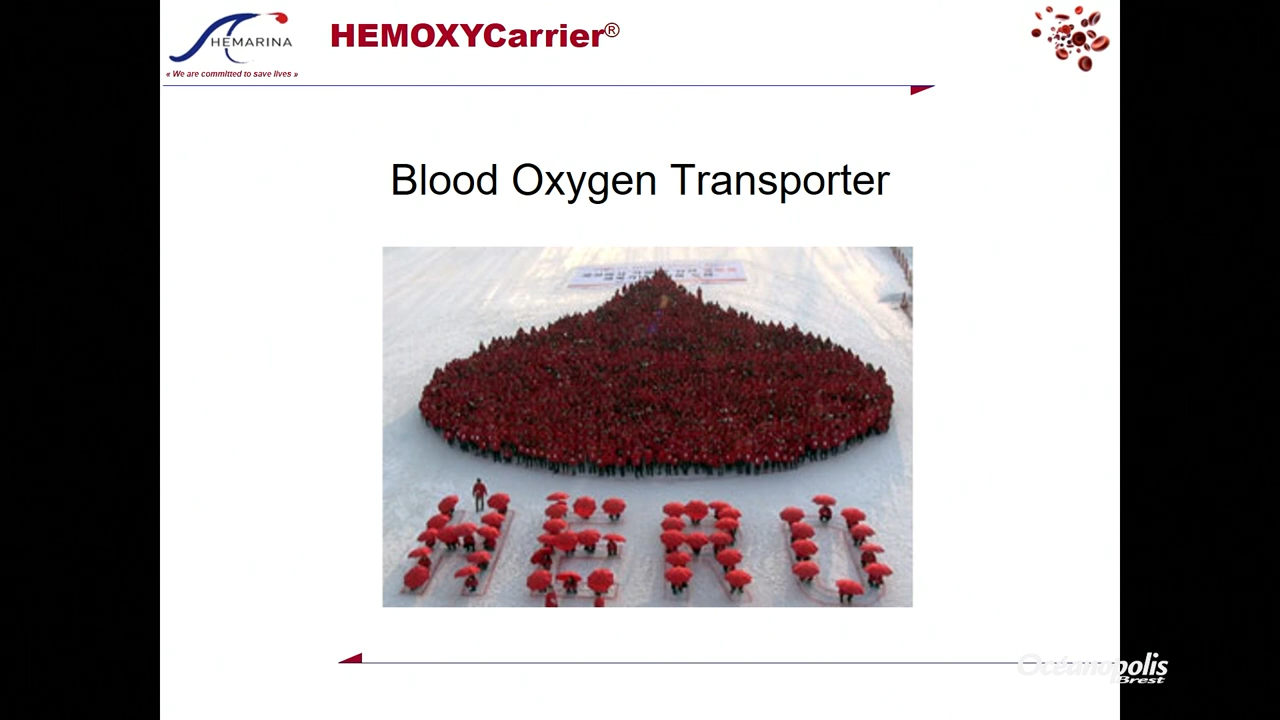 HEMARINA
« We are committed to save lives »
HEMOXYCarrier®
Blood Oxygen Transporter
HERO
Océanopolis
Brest